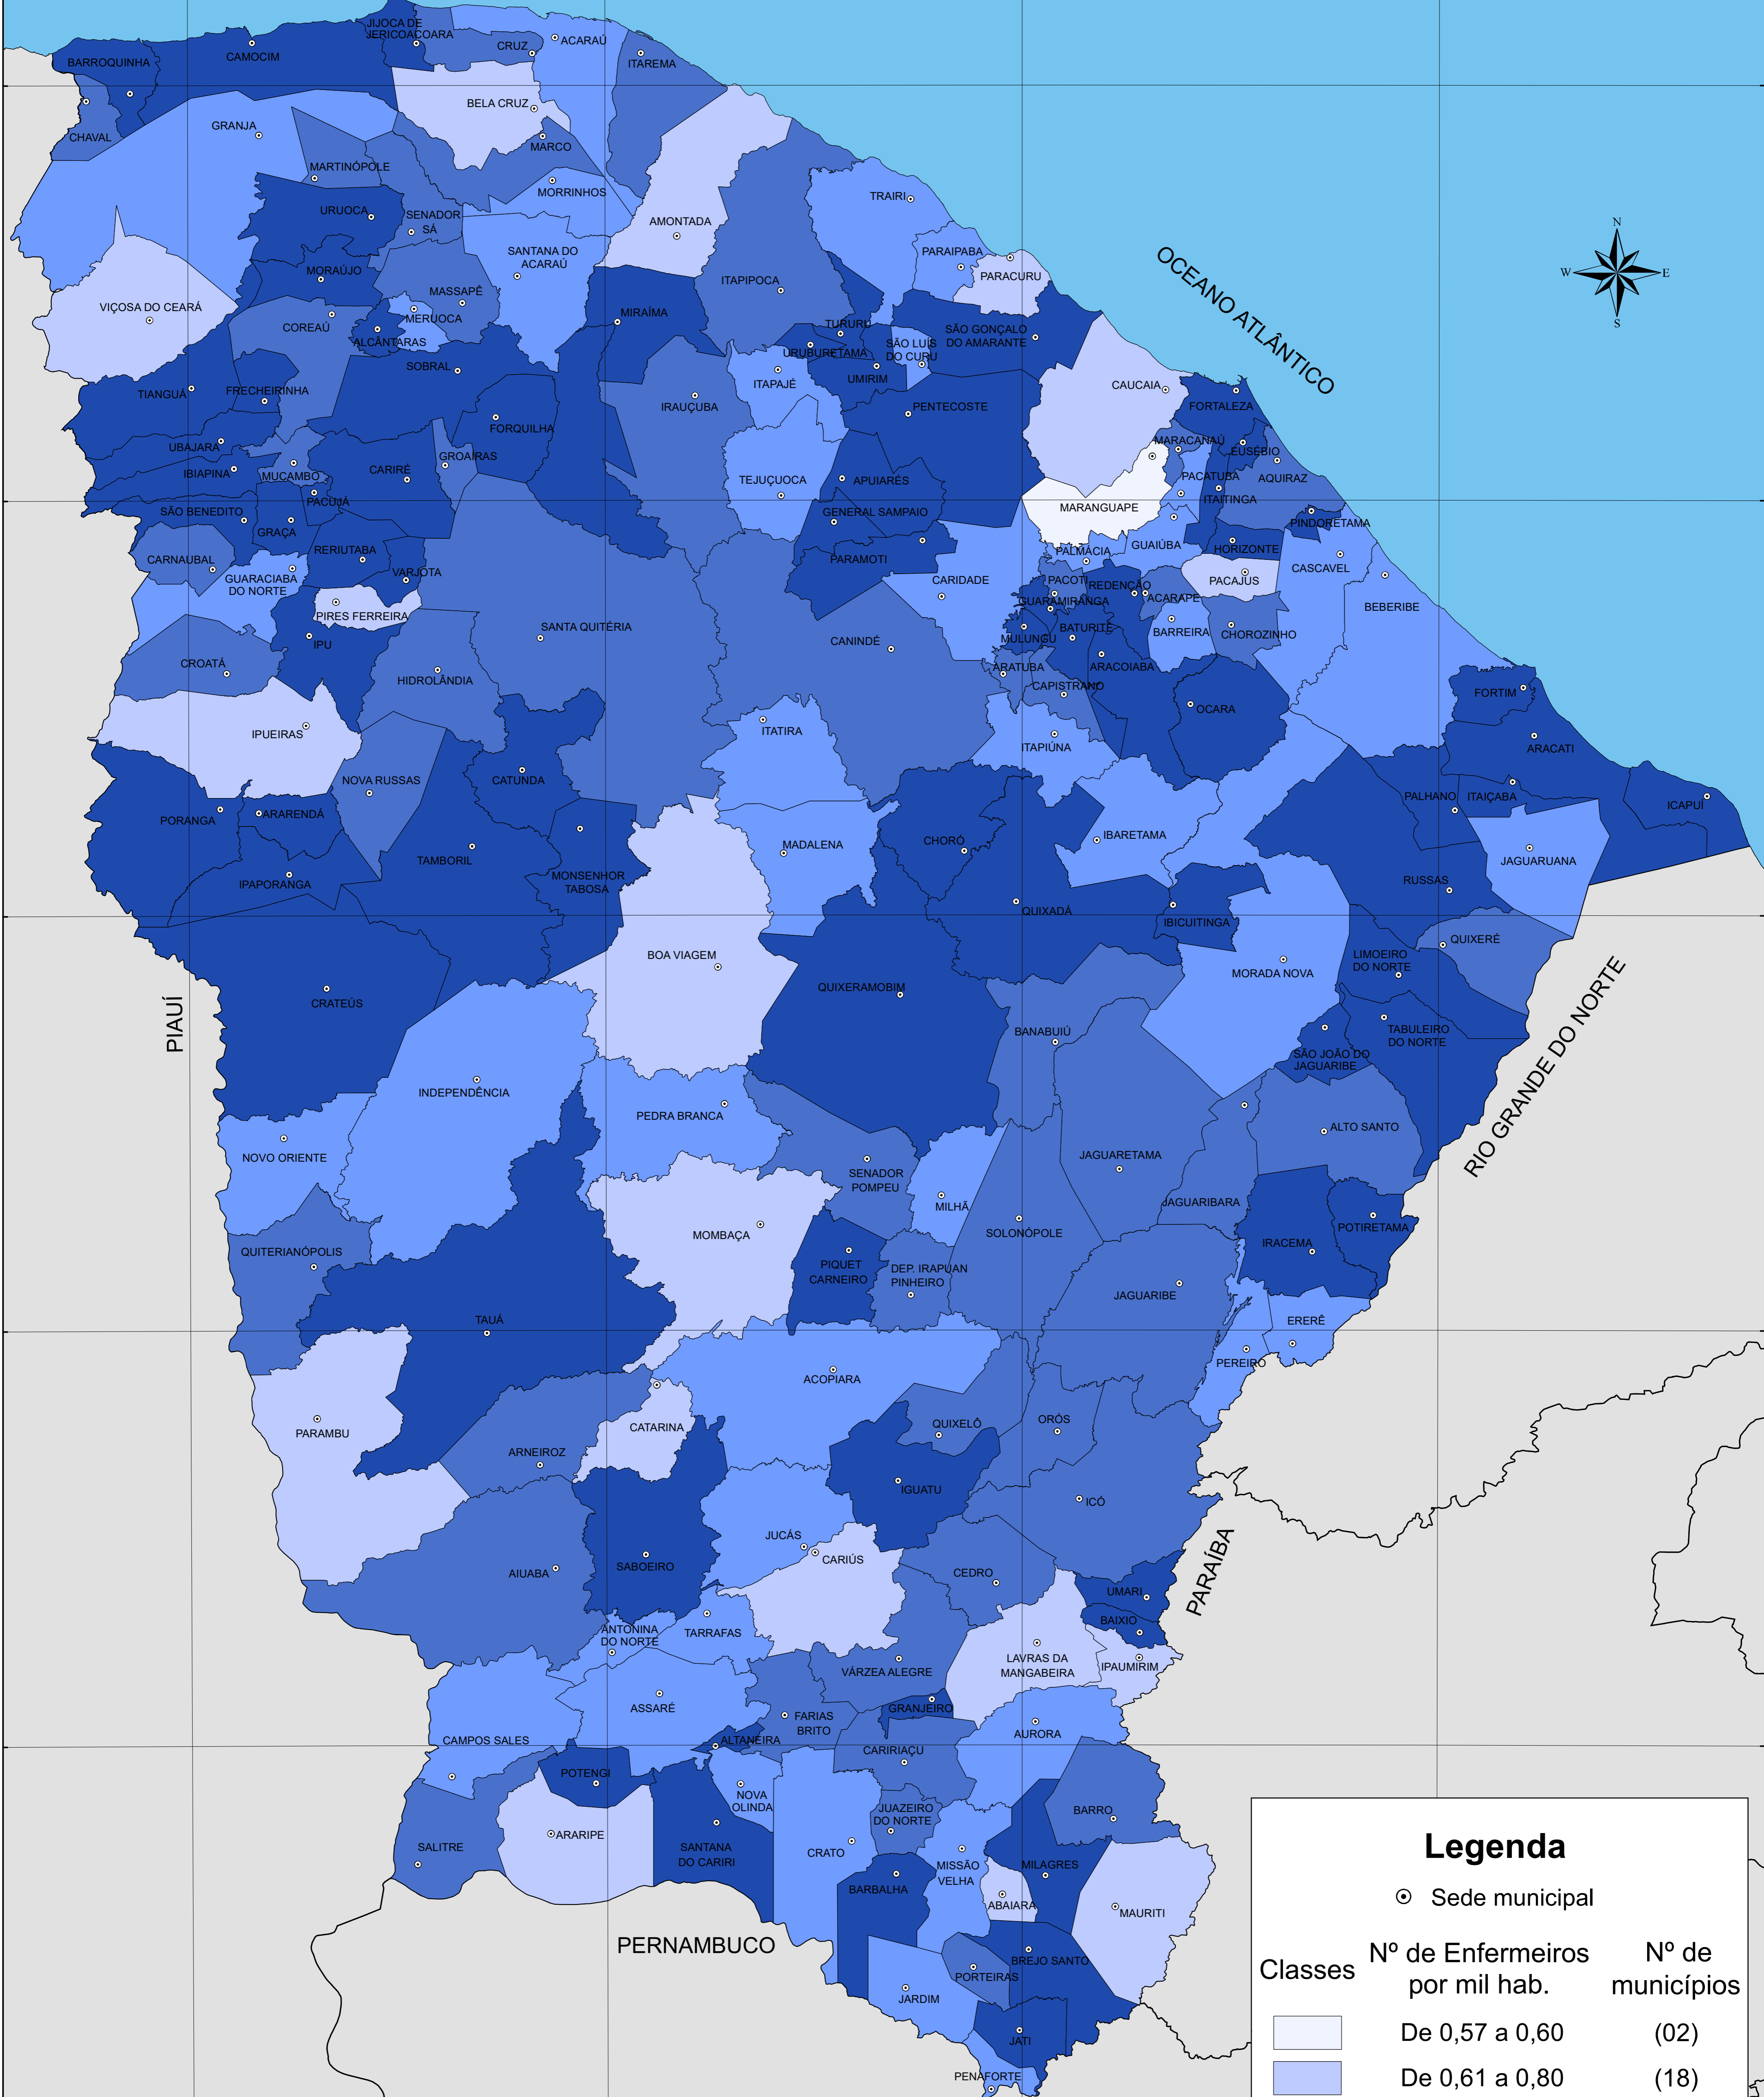 JIJOCA DE
JERICOACOARA
CRUZ
ACARAÚ
BARROQUINHA
CAMOCIM
ITAREMA
BELA CRUZ
CHAVAL
GRANJA
MARCO
MARTINÓPOLE
MORRINHOS
TRAIRI
URUOCA
SENADOR
SÁ
AMONTADA
N
W
E
S
SANTANA DO
ACARAÚ
PARAIPABA
PARACURU
OCEANO ATLÂNTICO
MORAÚJO
ITAPIPOCA
MASSAPÊ
VIÇOSA DO CEARÁ
MIRAÍMA
MERUOCA
COREAÚ
TURURU
SÃO GONÇALO
DO AMARANTE
ALCÂNTARAS
SÃO LUÍS
DO CURU
URUBURETAMA
SOBRAL
UMIRIM
ITAPAJÉ
CAUCAIA
TIANGUÁ
FRECHEIRINHA
IRAUÇUBA
PENTECOSTE
FORTALEZA
FORQUILHA
MARACANAÚ
UBAJARA
EUSÉBIO
GROAÍRAS
IBIAPINA
MUCAMBO
CARIRÉ
TEJUÇUOCA
APUIARÉS
PACATUBA
AQUIRAZ
PACUJÁ
ITAITINGA
MARANGUAPE
SÃO BENEDITO
GENERAL SAMPAIO
PINDORETAMA
GRAÇA
CARNAUBAL
RERIUTABA
PARAMOTI
PALMÁCIA
GUAIÚBA
HORIZONTE
VARJOTA
GUARACIABA
DO NORTE
CARIDADE
PACOTI
REDENÇÃO
PACAJUS
CASCAVEL
ACARAPE
GUARAMIRANGA
BEBERIBE
PIRES FERREIRA
SANTA QUITÉRIA
CANINDÉ
MULUNGU
BATURITÉ
BARREIRA
CHOROZINHO
IPU
CROATÁ
HIDROLÂNDIA
ARATUBA
ARACOIABA
CAPISTRANO
FORTIM
OCARA
IPUEIRAS
ITATIRA
ITAPIÚNA
ARACATI
NOVA RUSSAS
CATUNDA
PALHANO
ITAIÇABA
ICAPUÍ
PORANGA
ARARENDÁ
IBARETAMA
CHORÓ
MADALENA
TAMBORIL
JAGUARUANA
IPAPORANGA
MONSENHOR
TABOSA
RUSSAS
QUIXADÁ
IBICUITINGA
QUIXERÉ
BOA VIAGEM
LIMOEIRO
DO NORTE
MORADA NOVA
QUIXERAMOBIM
CRATEÚS
PIAUÍ
BANABUIÚ
TABULEIRO
DO NORTE
SÃO JOÃO DO
JAGUARIBE
RIO GRANDE DO NORTE
INDEPENDÊNCIA
PEDRA BRANCA
ALTO SANTO
NOVO ORIENTE
JAGUARETAMA
SENADOR
POMPEU
MILHÃ
JAGUARIBARA
MOMBAÇA
SOLONÓPOLE
POTIRETAMA
IRACEMA
QUITERIANÓPOLIS
PIQUET
CARNEIRO
DEP. IRAPUAN
PINHEIRO
JAGUARIBE
TAUÁ
ERERÊ
PEREIRO
ACOPIARA
PARAMBU
CATARINA
QUIXELÔ
ORÓS
ARNEIROZ
IGUATU
ICÓ
JUCÁS
CARIÚS
PARAÍBA
AIUABA
SABOEIRO
CEDRO
UMARI
BAIXIO
ANTONINA
DO NORTE
TARRAFAS
LAVRAS DA
MANGABEIRA
IPAUMIRIM
VÁRZEA ALEGRE
ASSARÉ
GRANJEIRO
FARIAS
BRITO
AURORA
CAMPOS SALES
ALTANEIRA
CARIRIAÇU
POTENGI
NOVA
OLINDA
JUAZEIRO
DO NORTE
BARRO
ARARIPE
SALITRE
SANTANA
DO CARIRI
CRATO
MISSÃO
VELHA
MILAGRES
BARBALHA
ABAIARA
MAURITI
PERNAMBUCO
BREJO SANTO
PORTEIRAS
JARDIM
JATI
PENAFORTE
Legenda
Sede municipal
Classes
Nº de Enfermeiros
por mil hab.
Nº de
municípios
De 0,57 a 0,60
(02)
De 0,61 a 0,80
(18)